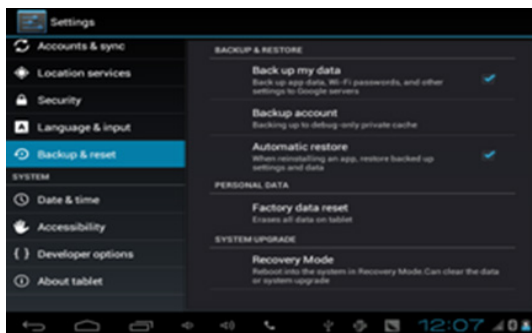 Settings
Accounts & sync
Location services
Security
Language & input
Backup & reset
SYSTEM
Date & time
Accessibility
Developer options
About tablet
BACKUP & RESTORE
Back up my data
Back up app data, Wi-Fi passwords, and other
settings to Google servers
Backup account
Backing up to debug-only private cache
Automatic restore
When reinstalling an app, restore backed up
settings and data
PERSONAL DATA
Factory data reset
Erases all data on tablet
SYSTEM UPGRADE
Recovery Mode
Reboot into the system in Recovery Mode.Can clear the data
or system upgrade
12:07